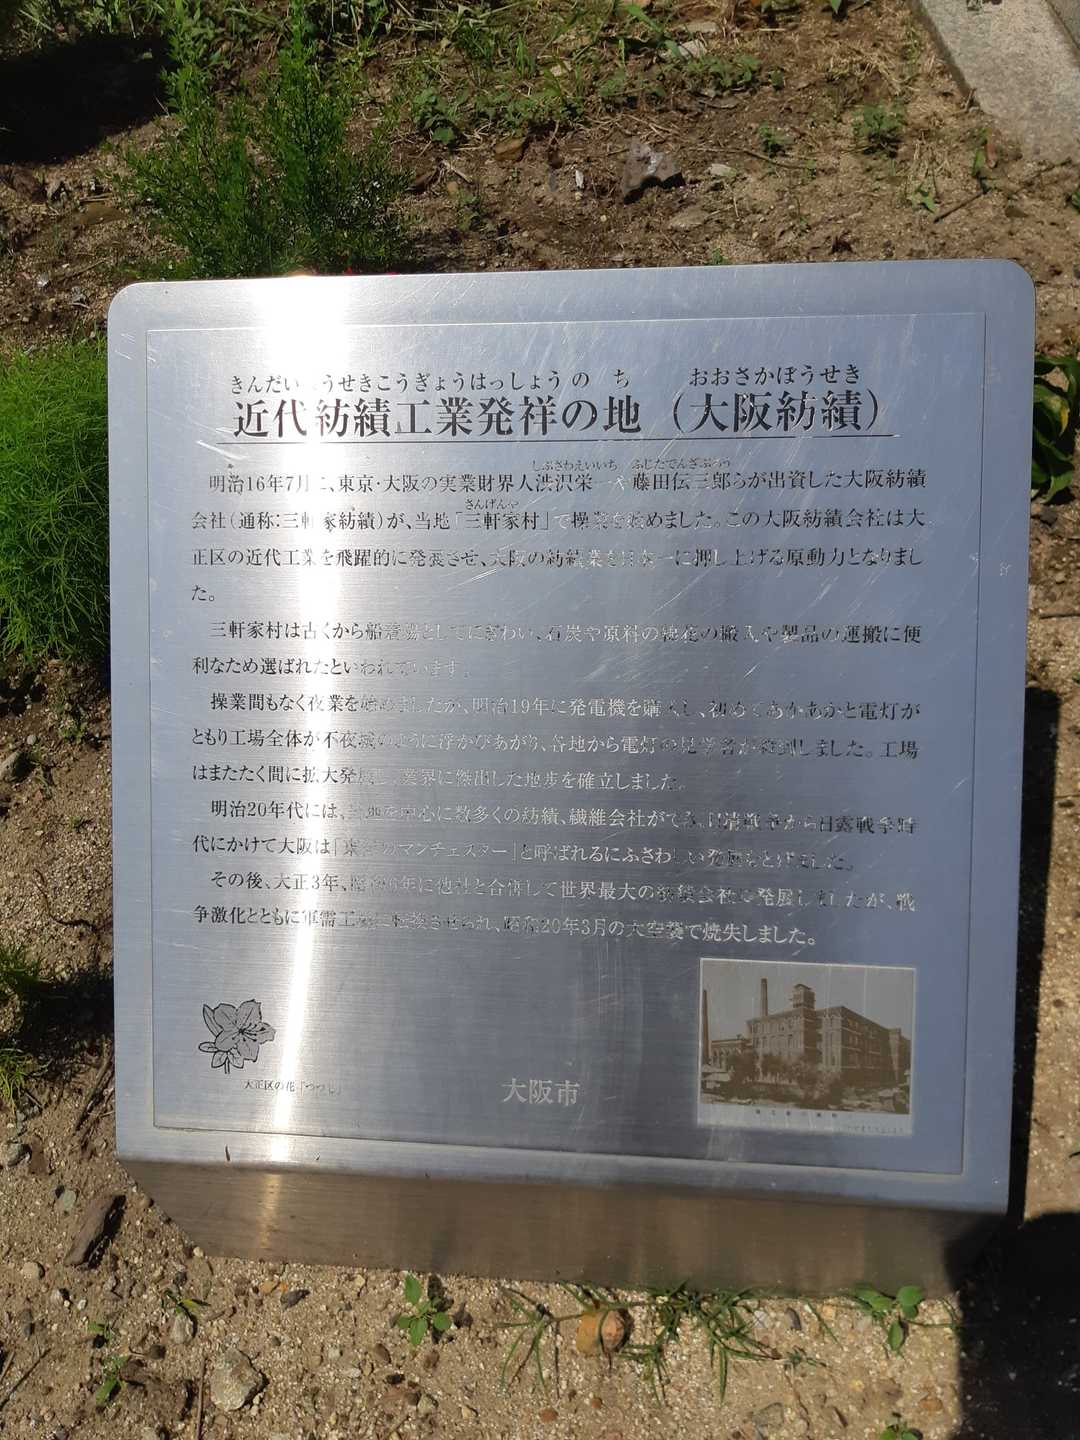 きんだい うせきこうぎょうはっしょう の ち おおさかぼうせき
近代紡績工業発祥の地（大阪紡績）
しぶさわえいいち ふじたでんざぶろう
明治16年7月に、東京・大阪の実業財界人渋沢栄一や藤田伝三郎らが出資した大阪紡績
さんげんや
会社（通称:三軒家紡績）が、当地「三軒家村」で操業を始めました。この大阪紡績会社は大
正区の近代工業を飛躍的に発展させ、大阪の紡績業を日本一に押し上げる原動力となりまし
た。
三軒家村は古くから船着場としてにぎわい、石炭や原料の綿花の搬入や製品の運搬に便
利なため選ばれたといわれています。
操業間もなく夜業を始めましたが、明治19年に発電機を購入し、初めてあかあかと電灯が
ともり工場全体が不夜城のように浮かびあがり、各地から電灯の見学者が殺到しました。工場
はまたたく間に拡大発展し、業界に傑出した地歩を確立しました。
明治20年代には、当地を中心に数多くの紡績、繊維会社ができ、日清戦争から日露戦争時
代にかけて大阪は「東洋のマンチェスター」と呼ばれるにふさわしい発展をとげました。
その後、大正3年、昭和6年に他社と合併して世界最大の紡績会社に発展しましたが、戦
争激化とともに軍需工場に転換させられ、昭和20年3月の大空襲で焼失しました。
大正区の花「つつじ」
大阪市